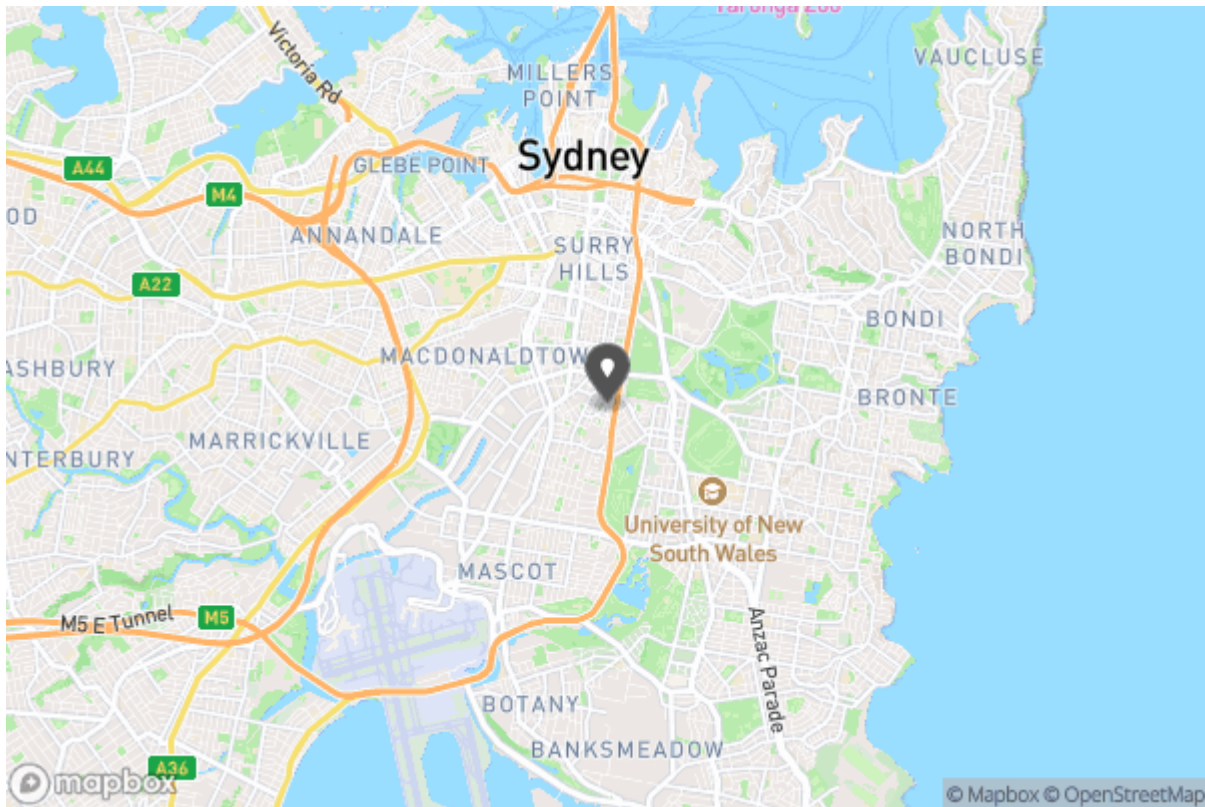 Taronga Zoo
VAUCLUSE
Victoria Rd
MILLERS
POINT
Sydney
A44
GLEBE POINT
M4
OD
ANNANDALE
SURRY
HILLS
NORTH
BONDI
A22
BONDI
MACDONALDTOW
ASHBURY
BRONTE
MARRICKVILLE
NTERBURY
University of New
South Wales
MASCOT
M5 E Tunnel
M5
Anzac Parade
BOTANY
BANKSMEADOW
A36
mapbox
© Mapbox © OpenStreetMap